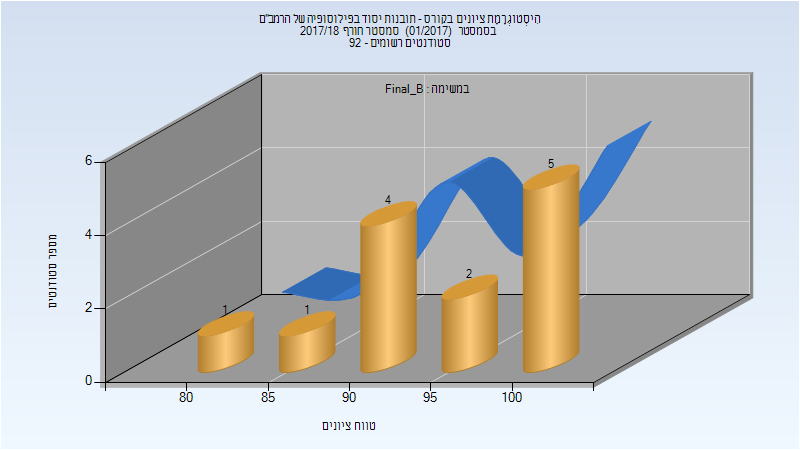 היסטוגרמת ציונים בקורס - תובנות יסוד בפילוסופיה של הרמב"ם
בסמסטר (01/2017) סמסטר חורף 2017/18
סטודנטים רשומים - 92
במשימה : Final_B
מספר סטודנטים
6
4
2
0
1
1
4
2
5
80
85
90
95
100
טווח ציונים